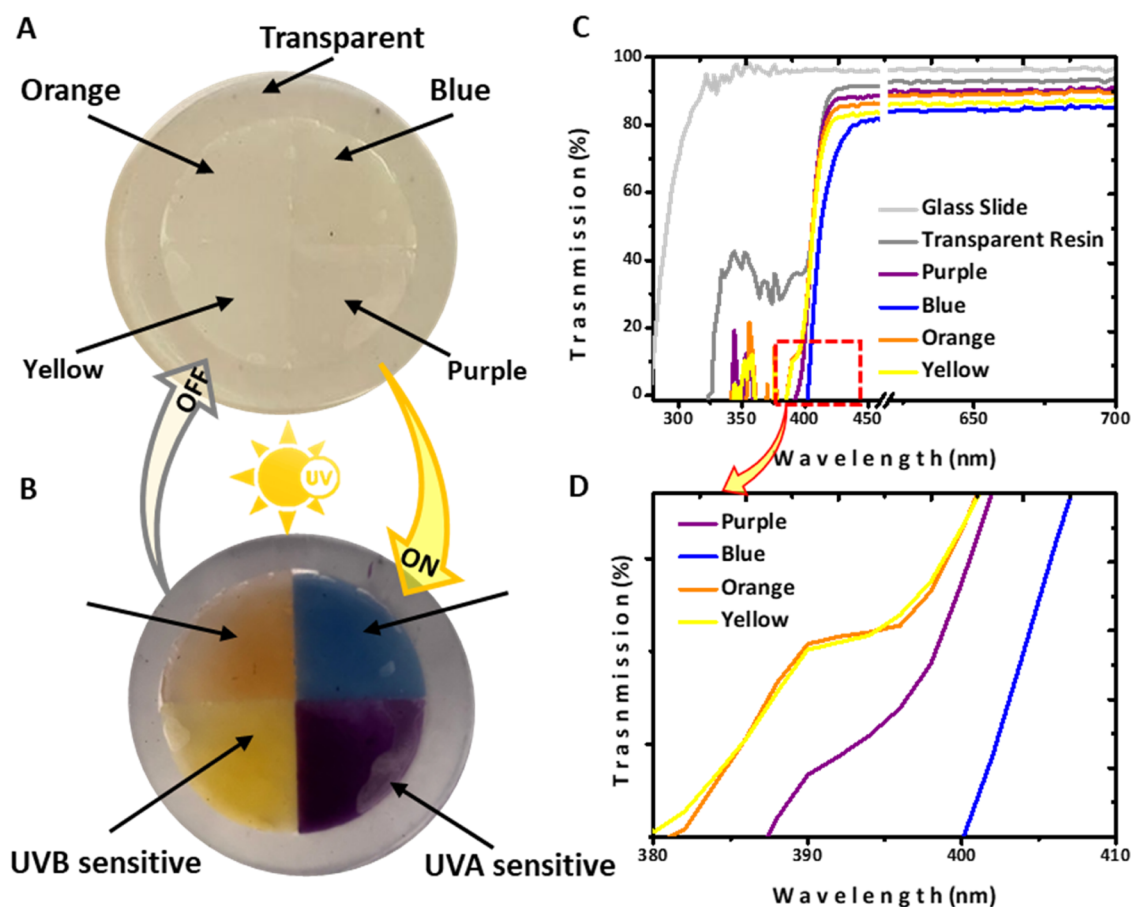 A
Transparent
Orange
Blue
Yellow
Purple
OFF
UV
ON
B
UVB sensitive
UVA sensitive
C
100
80
60
40
20
0
Trasnmission (%)
300 350 400 450 650 700
Wavelength (nm)
Glass Slide
Transparent Resin
Purple
Blue
Orange
Yellow
D
Purple
Blue
Orange
Yellow
Trasnmission (%)
380 390 400 410
Wavelength (nm)